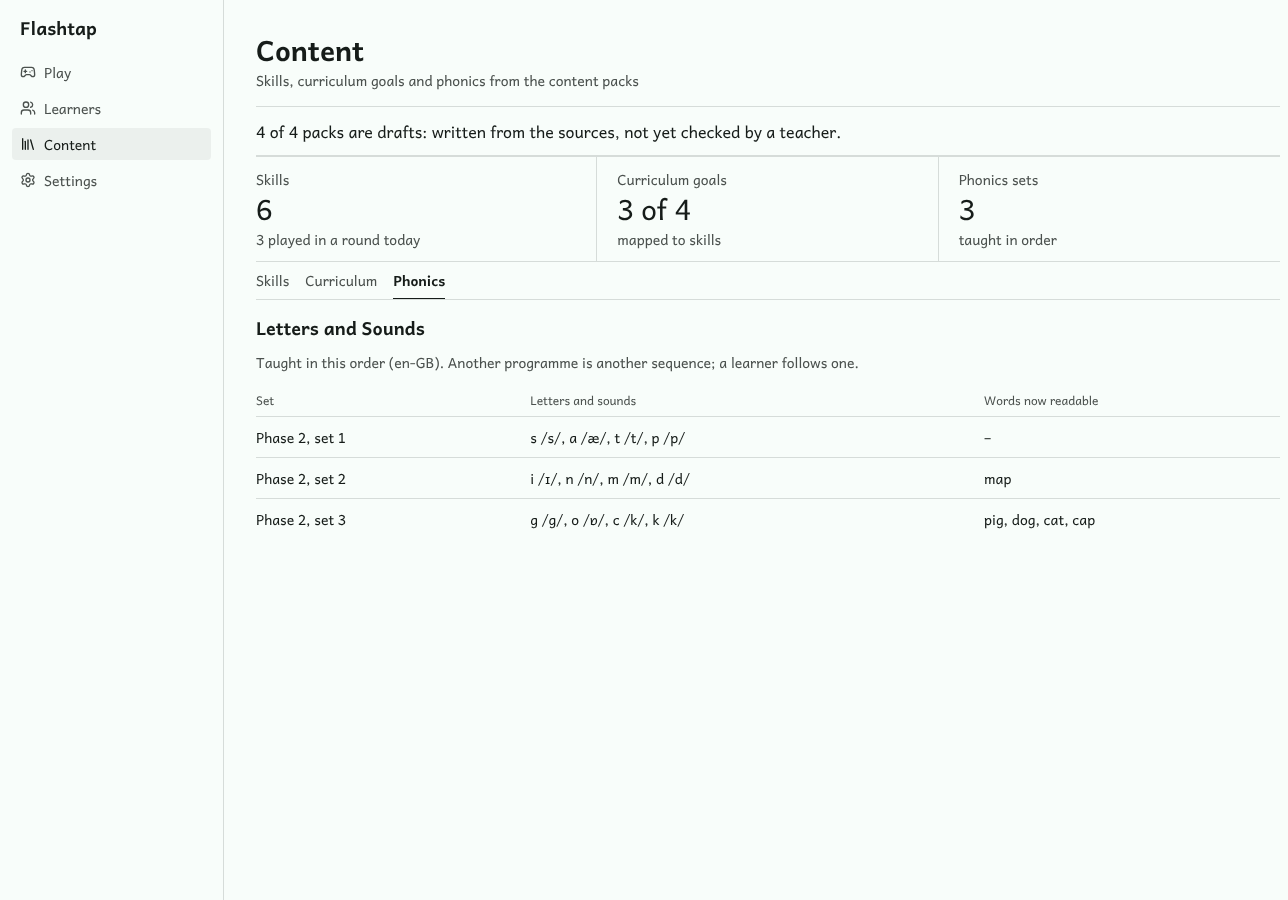 Flashtap
Play
Learners
Content
Settings
Content
Skills, curriculum goals and phonics from the content packs
4 of 4 packs are drafts: written from the sources, not yet checked by a teacher.
Skills
6
3 played in a round today
Curriculum goals
3 of 4
mapped to skills
Phonics sets
3
taught in order
Skills Curriculum Phonics
Letters and Sounds
Taught in this order (en-GB). Another programme is another sequence; a learner follows one.
Set Letters and sounds Words now readable
Phase 2, set 1 s /s/, a /æ/, t /t/, p /p/ –
Phase 2, set 2 i /ɪ/, n /n/, m /m/, d /d/ map
Phase 2, set 3 g /ɡ/, o /ɒ/, c /k/, k /k/ pig, dog, cat, cap